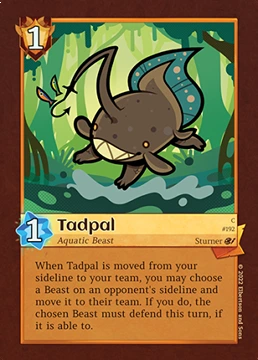 1
Tadpal
C
#192
1
Aquatic Beast
Sturner
When Tadpal is moved from your
sideline to your team, you may choose
a Beast on an opponent's sideline and
move it to their team. If you do, the
chosen Beast must defend this turn, if
it is able to.
© 2022 Elbertson and Sons